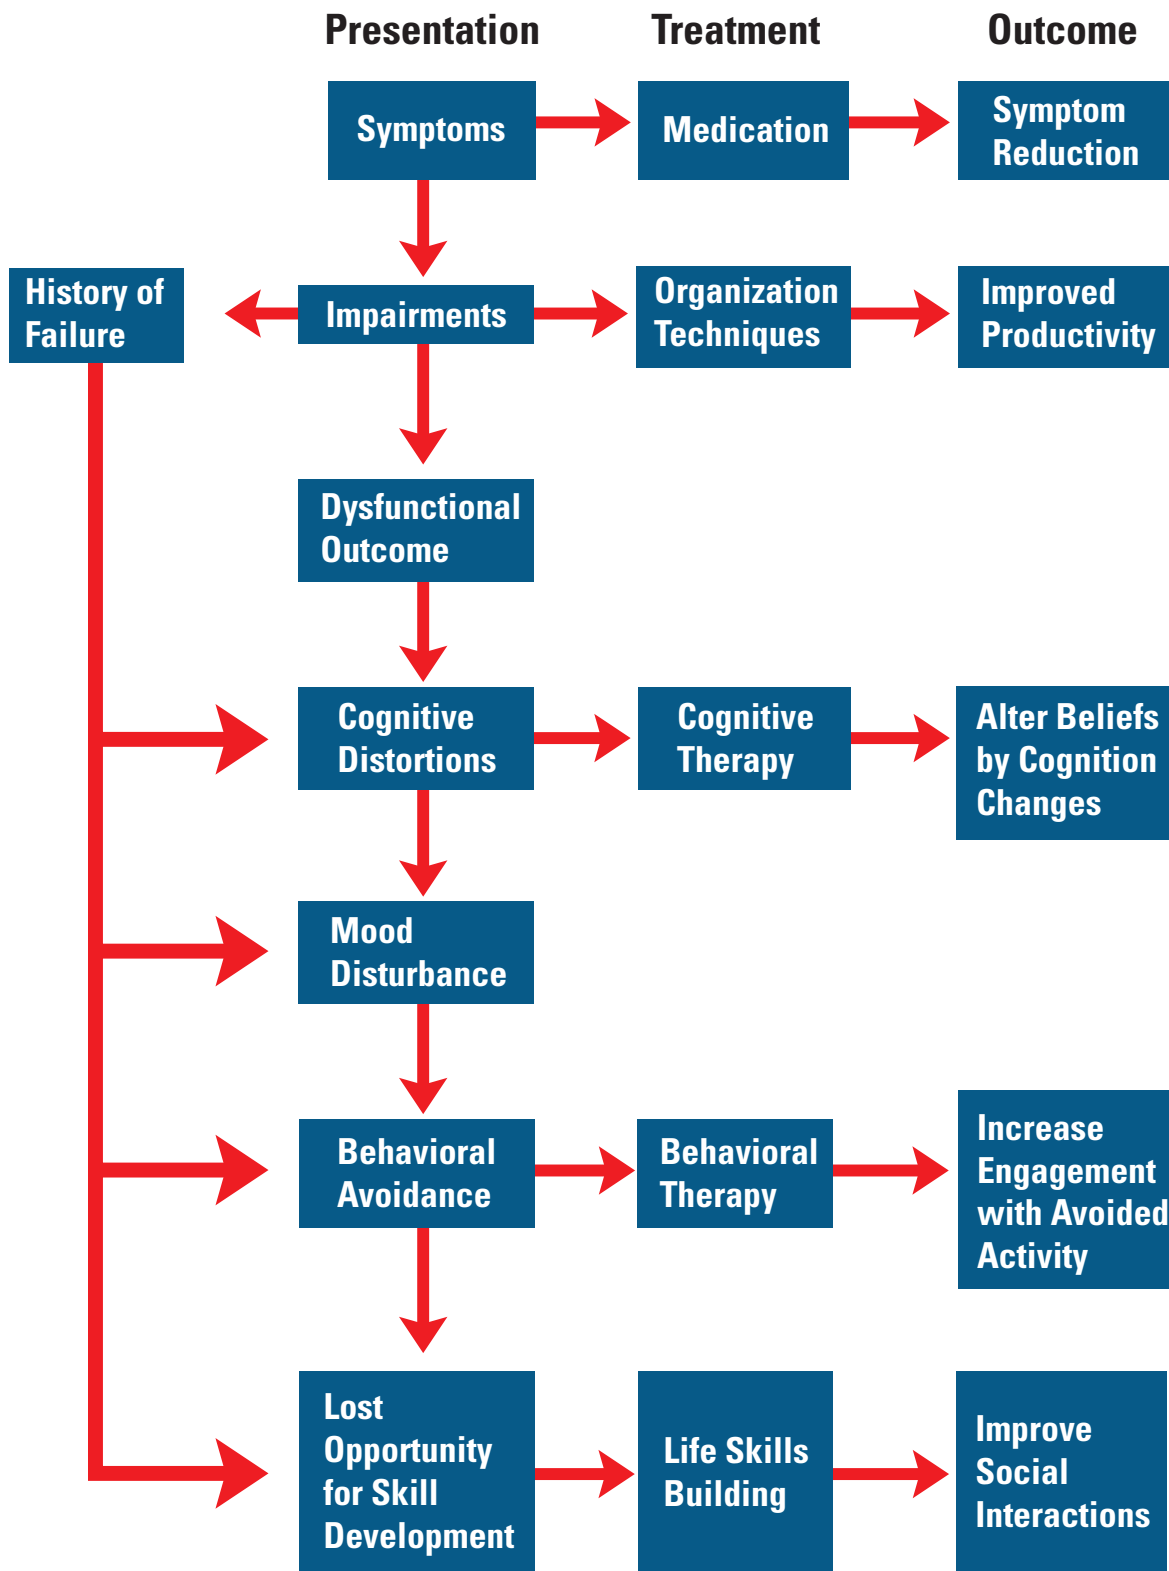 Presentation
Treatment
Outcome
Symptoms
Medication
Symptom
Reduction
History of
Failure
Impairments
Organization
Techniques
Improved
Productivity
Dysfunctional
Outcome
Cognitive
Distortions
Cognitive
Therapy
Alter Beliefs
by Cognition
Changes
Mood
Disturbance
Behavioral
Avoidance
Behavioral
Therapy
Increase
Engagement
with Avoided
Activity
Lost
Opportunity
for Skill
Development
Life Skills
Building
Improve
Social
Interactions